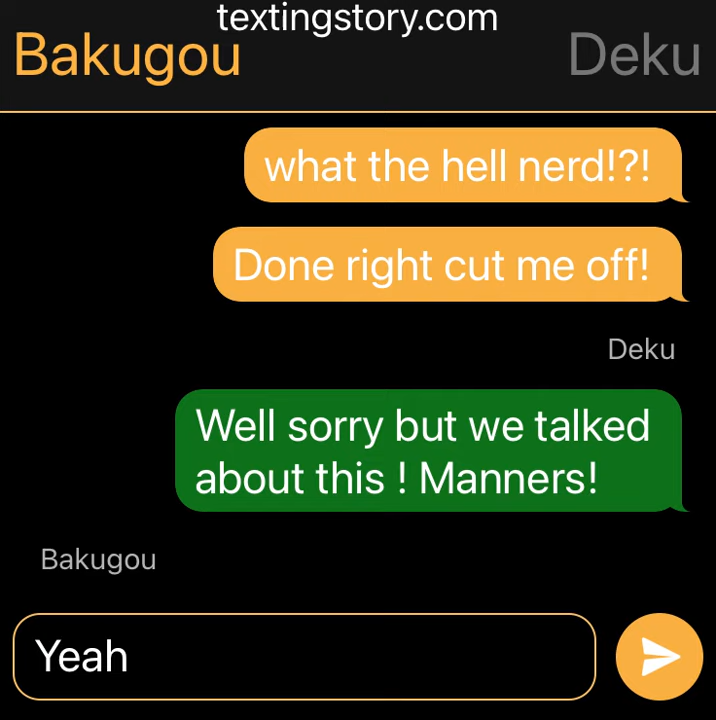 textingstory.com
Bakugou
Deku
what the hell nerd!?!
Done right cut me off!
Deku
Well sorry but we talked
about this ! Manners!
Bakugou
Yeah